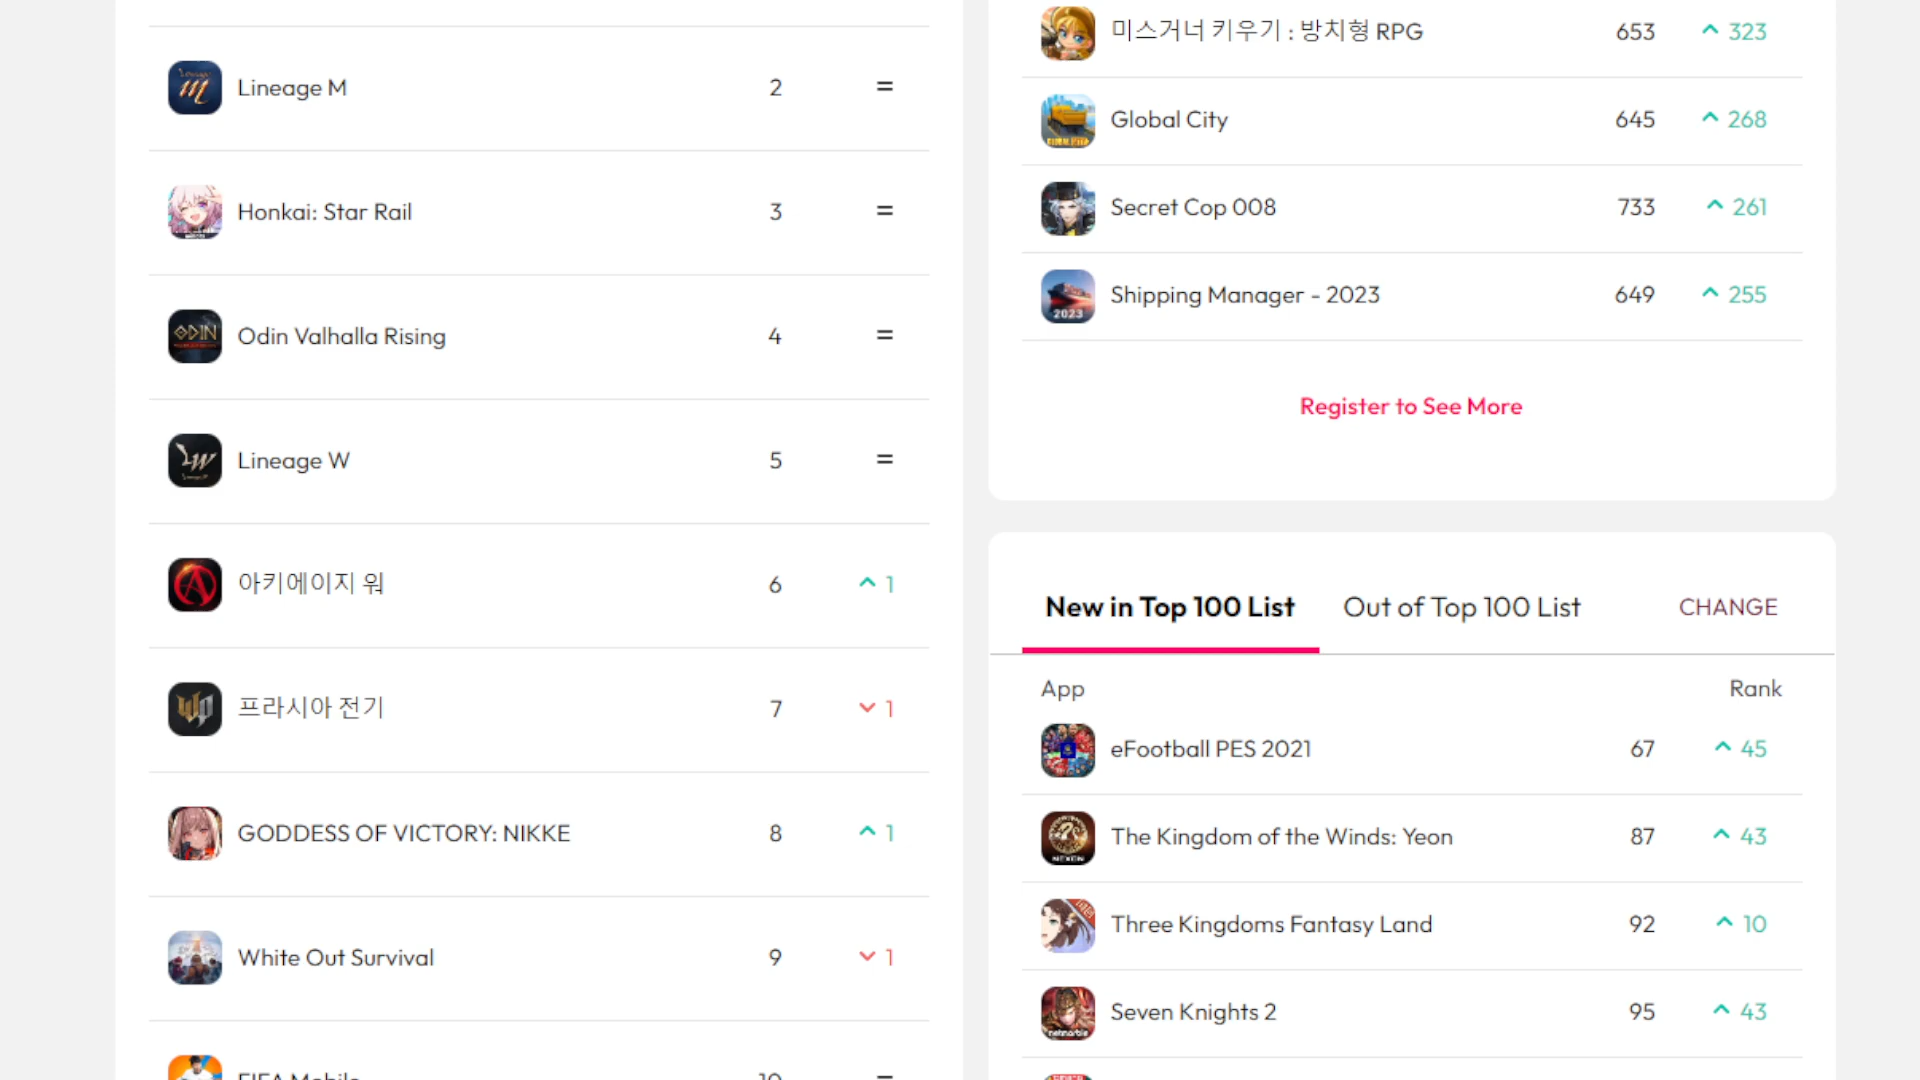 Lineage M 2 =
Honkai: Star Rail 3 =
Odin Valhalla Rising 4 =
Lineage W 5 =
아키에이지 워 6 1
프라시아 전기 7 1
GODDESS OF VICTORY: NIKKE 8 1
White Out Survival 9 1
FIFA Mobile 10 =
미스거너 키우기 : 방치형 RPG 653 323
Global City 645 268
Secret Cop 008 733 261
Shipping Manager - 2023 649 255
Register to See More
New in Top 100 List Out of Top 100 List CHANGE
App Rank
eFootball PES 2021 67 45
The Kingdom of the Winds: Yeon 87 43
Three Kingdoms Fantasy Land 92 10
Seven Knights 2 95 43